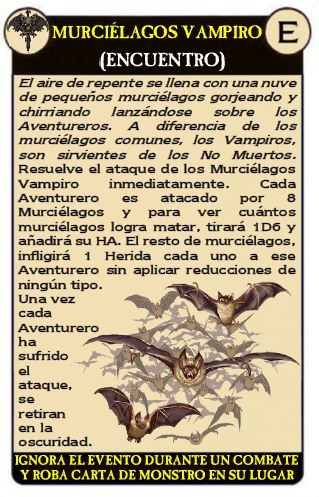 MURCIÉLAGOS VAMPIRO
E
(ENCUENTRO)
El aire de repente se llena con una nuve
de pequeños murciélagos gorjeando y
chirriando lanzándose sobre los
Aventureros. A diferencia de los
murciélagos comunes, los Vampiros,
son sirvientes de los No Muertos.
Resuelve el ataque de los Murciélagos
Vampiro inmediatamente. Cada
Aventurero es atacado por 8
Murciélagos y para ver cuántos
murciélagos logra matar, tirará 1D6 y
añadirá su HA. El resto de murciélagos,
infligirá 1 Herida cada uno a ese
Aventurero sin aplicar reducciones de
ningún tipo.
Una vez
cada
Aventurero
ha
sufrido
el
ataque,
se
retiran
en la
oscuridad.
IGNORA EL EVENTO DURANTE UN COMBATE
Y ROBA CARTA DE MONSTRO EN SU LUGAR